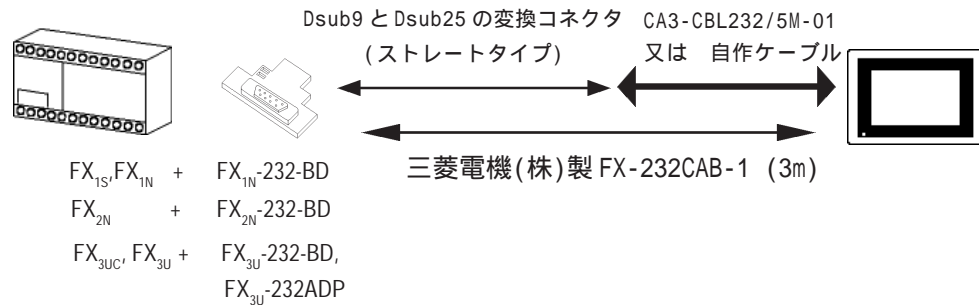 Dsub9 と Dsub25 の変換コネクタ
(ストレートタイプ)
CA3-CBL232/5M-01
又は 自作ケーブル
三菱電機(株)製 FX-232CAB-1 (3m)
FX1S,FX1N + FX1N-232-BD
FX2N + FX2N-232-BD
FX3UC, FX3U + FX3U-232-BD,
FX3U-232ADP